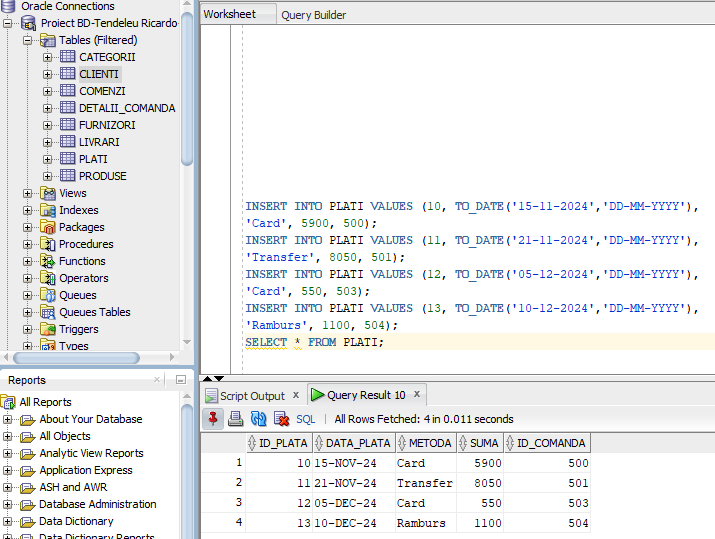 Oracle Connections
Project BD-Tendeleu Ricardo
Tables (Filtered)
CATEGORII
CLIENTI
COMENZI
DETALII_COMANDA
FURNIZORI
LIVRARI
PLATI
PRODUSE
Views
Indexes
Packages
Procedures
Functions
Operators
Queues
Queues Tables
Triggers
Types
Reports
All Reports
About Your Database
All Objects
Analytic View Reports
Application Express
ASH and AWR
Database Administration
Data Dictionary
Data Dictionary Reports
Worksheet Query Builder
INSERT INTO PLATI VALUES (10, TO_DATE('15-11-2024','DD-MM-YYYY'),
'Card', 5900, 500);
INSERT INTO PLATI VALUES (11, TO_DATE('21-11-2024','DD-MM-YYYY'),
'Transfer', 8050, 501);
INSERT INTO PLATI VALUES (12, TO_DATE('05-12-2024','DD-MM-YYYY'),
'Card', 550, 503);
INSERT INTO PLATI VALUES (13, TO_DATE('10-12-2024','DD-MM-YYYY'),
'Ramburs', 1100, 504);
SELECT * FROM PLATI;
Script Output x Query Result 10 x
SQL | All Rows Fetched: 4 in 0.011 seconds
ID_PLATA DATA_PLATA METODA SUMA ID_COMANDA
1 10 15-NOV-24 Card 5900 500
2 11 21-NOV-24 Transfer 8050 501
3 12 05-DEC-24 Card 550 503
4 13 10-DEC-24 Ramburs 1100 504